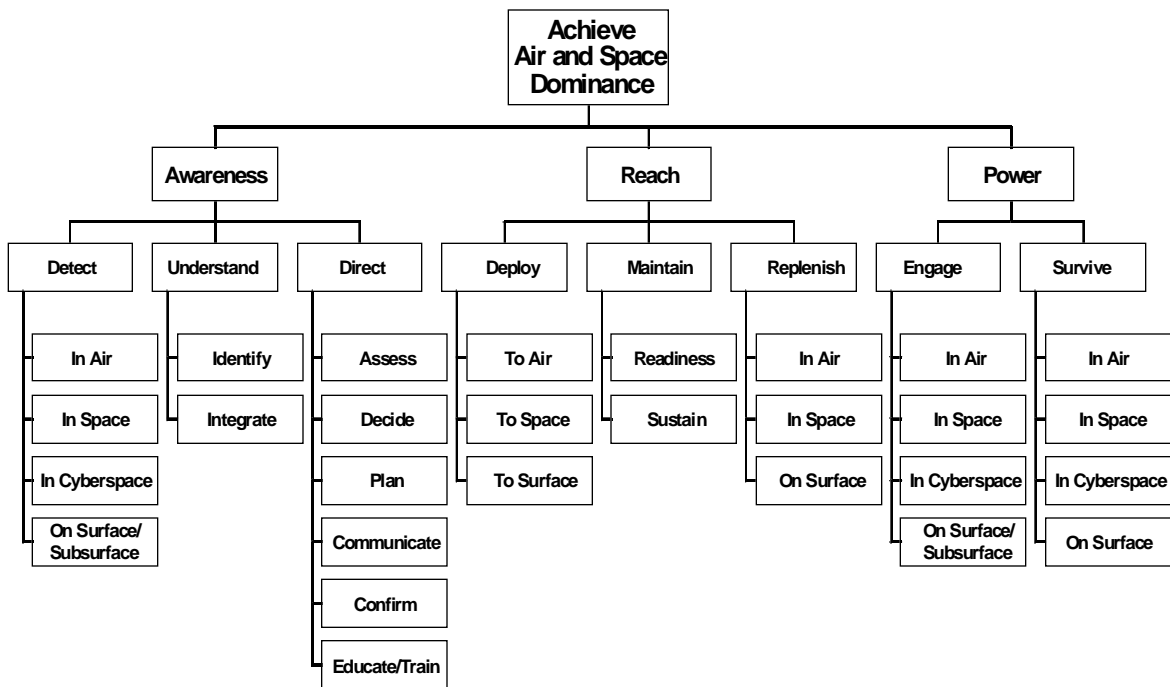 Achieve
Air and Space
Dominance
Awareness
Reach
Power
Detect
Understand
Direct
Deploy
Maintain
Replenish
Engage
Survive
In Air
Identify
Assess
To Air
Readiness
In Air
In Air
In Air
In Space
Integrate
Decide
To Space
Sustain
In Space
In Space
In Space
In Cyberspace
Plan
To Surface
On Surface
In Cyberspace
In Cyberspace
On Surface/
Subsurface
Communicate
On Surface/
Subsurface
On Surface
Confirm
Educate/Train